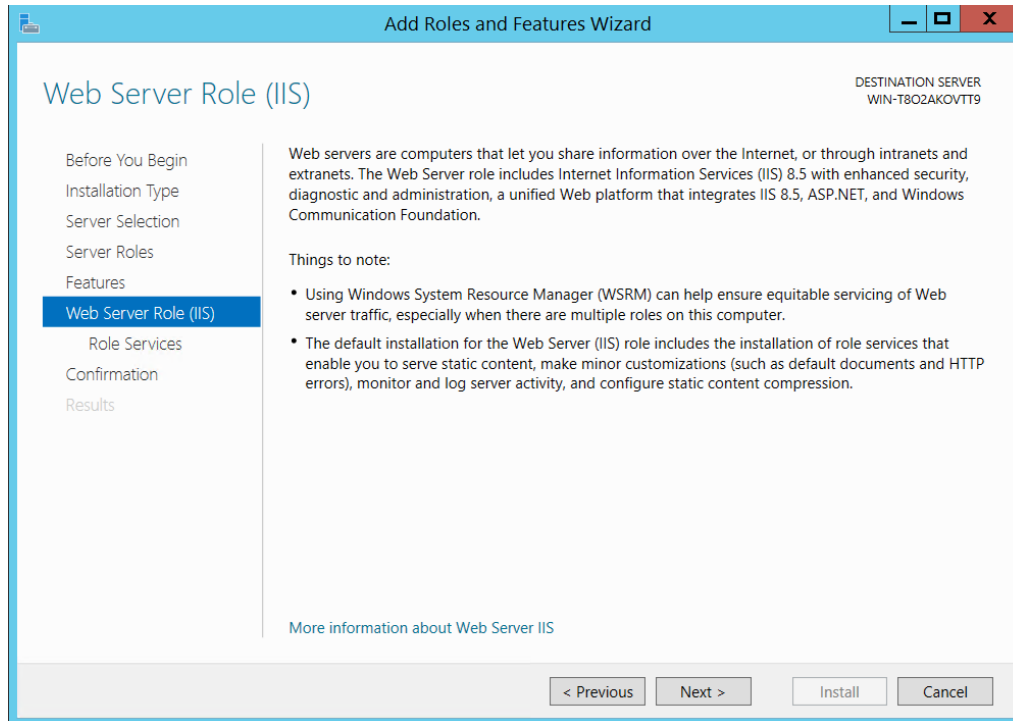 Add Roles and Features Wizard
X
Web Server Role (IIS)
DESTINATION SERVER
WIN-T8O2AKOVTT9
Before You Begin
Installation Type
Server Selection
Server Roles
Features
Web Server Role (IIS)
Role Services
Confirmation
Results
Web servers are computers that let you share information over the Internet, or through intranets and
extranets. The Web Server role includes Internet Information Services (IIS) 8.5 with enhanced security,
diagnostic and administration, a unified Web platform that integrates IIS 8.5, ASP.NET, and Windows
Communication Foundation.
Things to note:
• Using Windows System Resource Manager (WSRM) can help ensure equitable servicing of Web
server traffic, especially when there are multiple roles on this computer.
• The default installation for the Web Server (IIS) role includes the installation of role services that
enable you to serve static content, make minor customizations (such as default documents and HTTP
errors), monitor and log server activity, and configure static content compression.
More information about Web Server IIS
< Previous
Next >
Install
Cancel